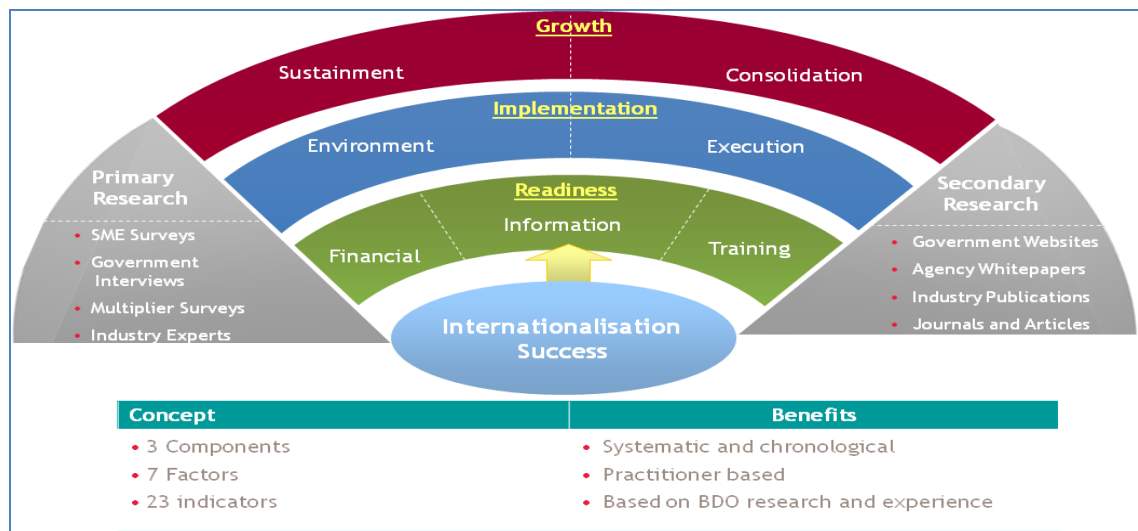 Growth
Sustainment
Consolidation
Implementation
Environment
Execution
Readiness
Information
Financial
Training
Primary
Research
• SME Surveys
• Government
Interviews
• Multiplier Surveys
• Industry Experts
Secondary
Research
• Government Websites
• Agency Whitepapers
• Industry Publications
• Journals and Articles
Internationalisation
Success
Concept
Benefits
• 3 Components
• 7 Factors
• 23 indicators
• Systematic and chronological
• Practitioner based
• Based on BDO research and experience